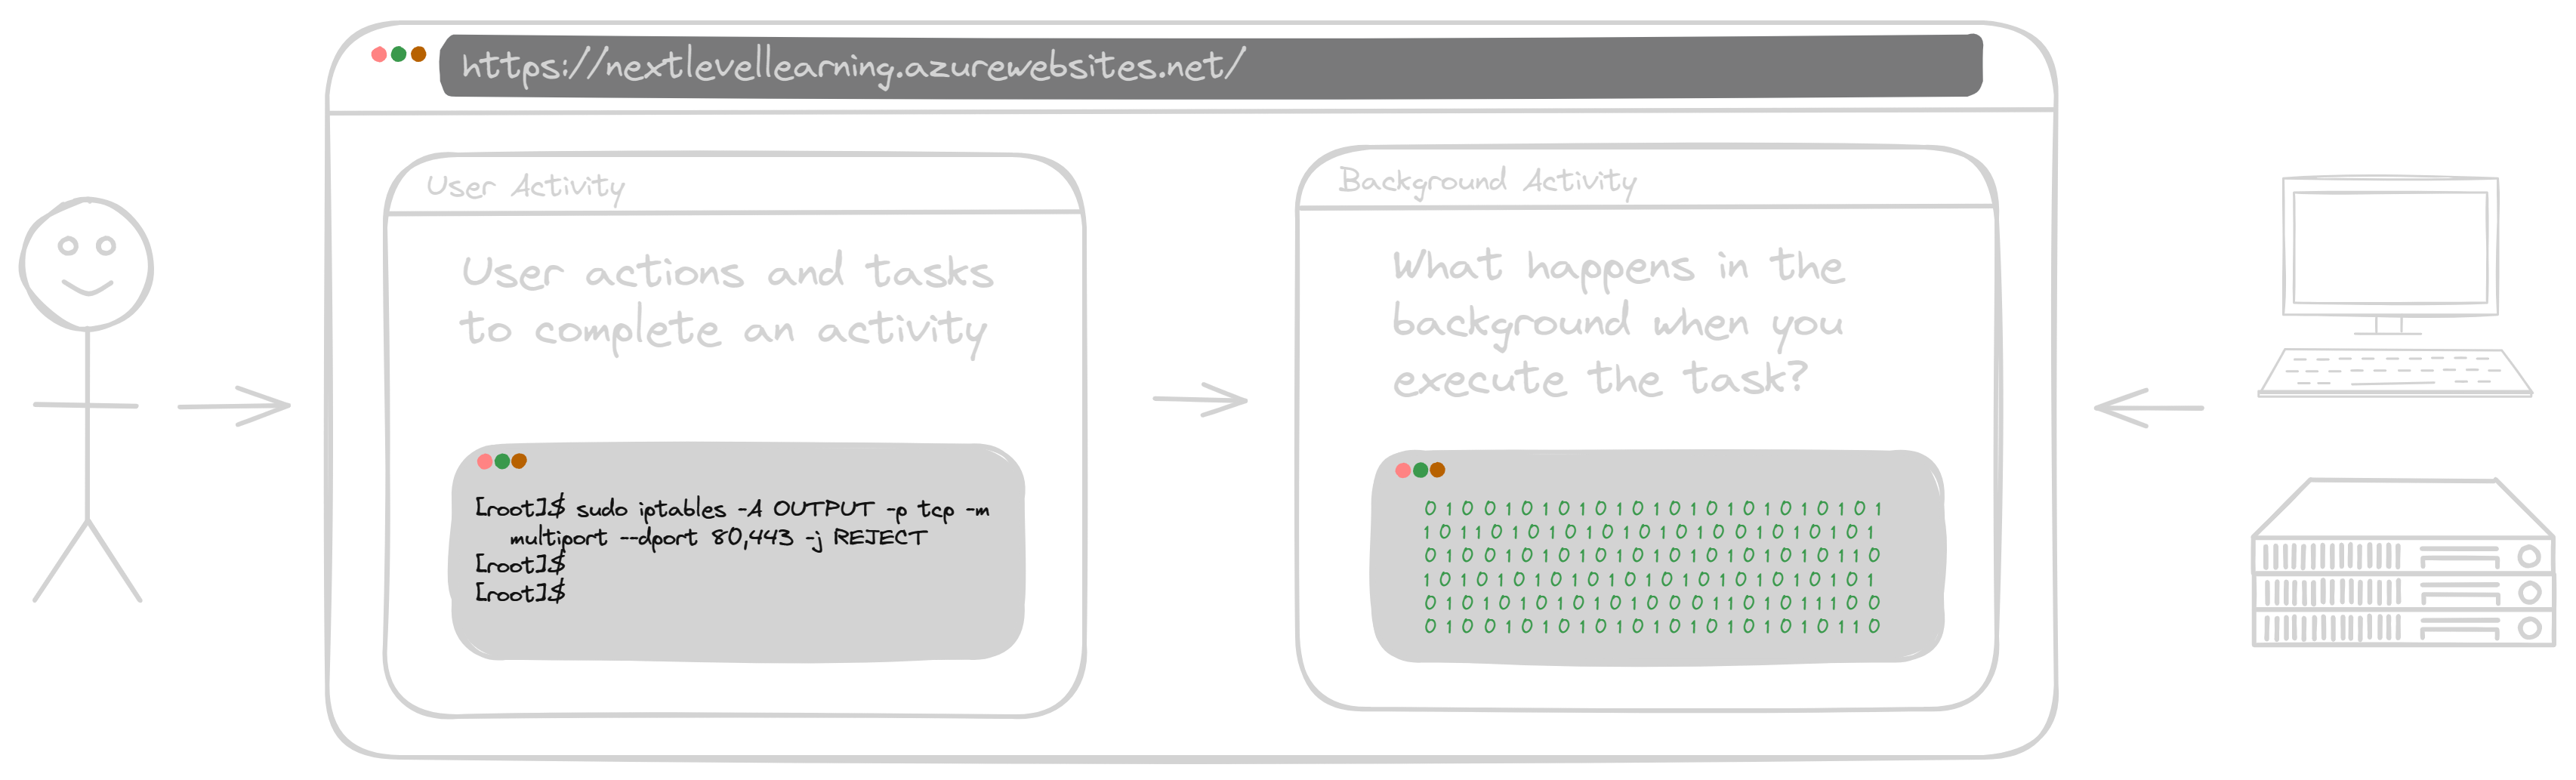 https://nextlevellearning.azurewebsites.net/
User Activity
User actions and tasks
to complete an activity
[root]$ sudo iptables -A OUTPUT -p tcp -m
multiport --dport 80,443 -j REJECT
[root]$
[root]$
Background Activity
What happens in the
background when you
execute the task?
0 1 0 0 1 0 1 0 1 0 1 0 1 0 1 0 1 0 1 0 1 0 1 0 1
1 0 1 1 0 1 0 1 0 1 0 1 0 1 0 1 0 0 1 0 1 0 1 0 1
0 1 0 0 1 0 1 0 1 0 1 0 1 0 1 0 1 0 1 0 1 0 1 1 0
1 0 1 0 1 0 1 0 1 0 1 0 1 0 1 0 1 0 1 0 1 0 1 0 1
0 1 0 1 0 1 0 1 0 1 0 1 0 0 0 1 1 0 1 0 1 1 1 0 0
0 1 0 0 1 0 1 0 1 0 1 0 1 0 1 0 1 0 1 0 1 0 1 1 0